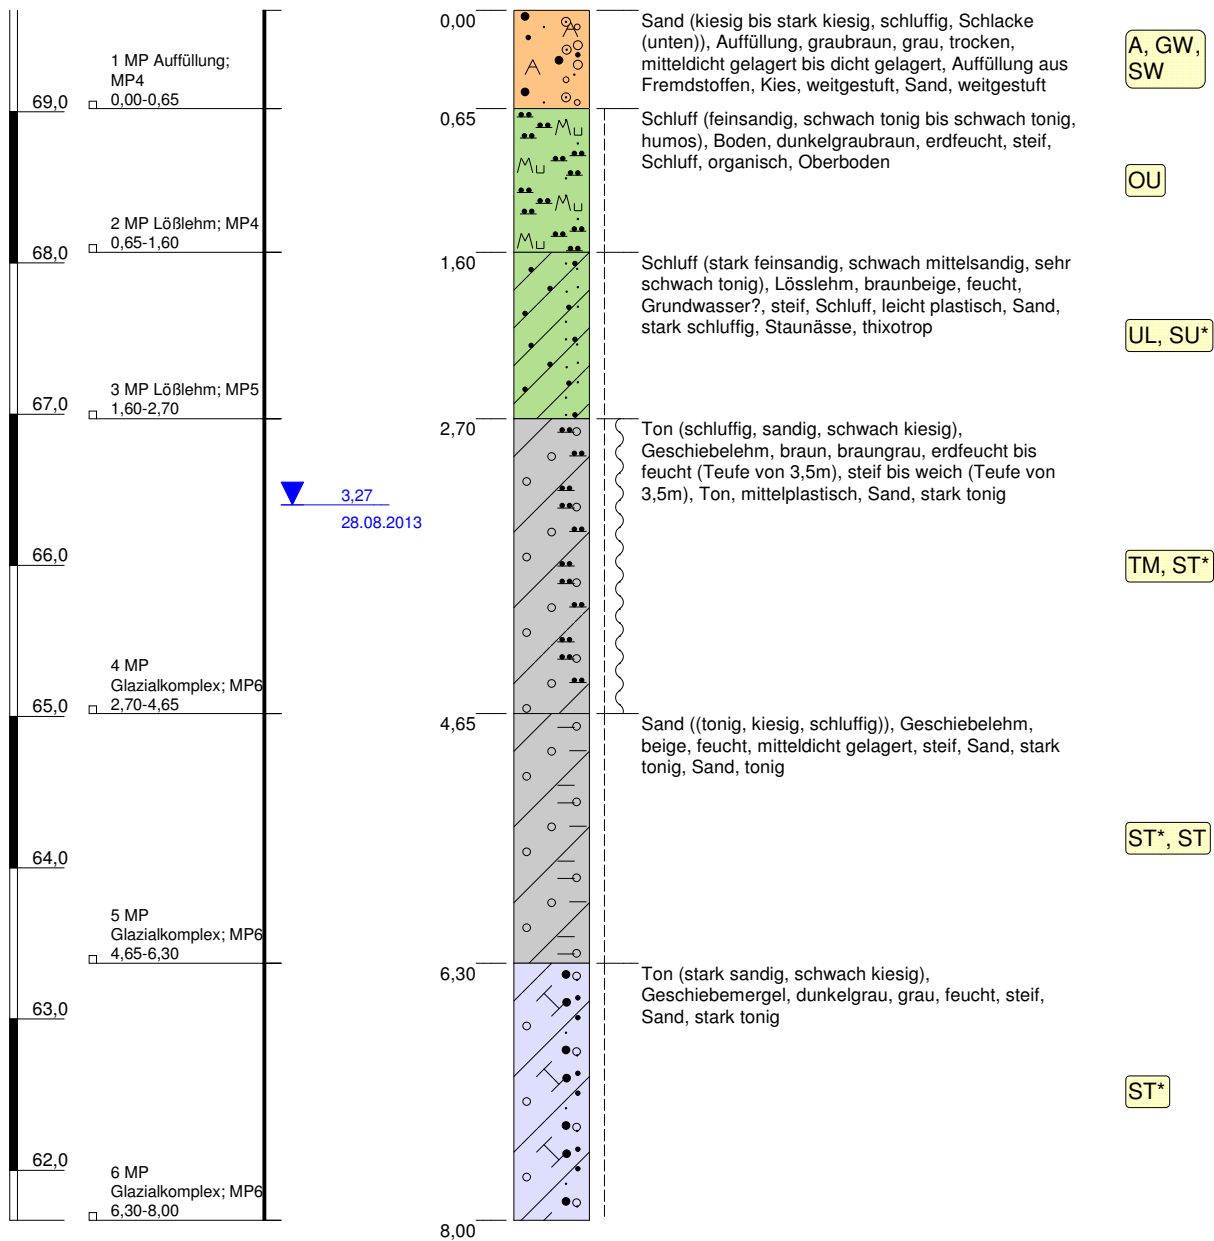 0,00
Sand (kiesig bis stark kiesig, schluffig, Schlacke
(unten)), Auffüllung, graubraun, grau, trocken,
mitteldicht gelagert bis dicht gelagert, Auffüllung aus
Fremdstoffen, Kies, weitgestuft, Sand, weitgestuft
A, GW,
SW
1 MP Auffüllung;
MP4
0,00-0,65
69,0
0,65
Schluff (feinsandig, schwach tonig bis schwach tonig,
humos), Boden, dunkelgraubraun, erdfeucht, steif,
Schluff, organisch, Oberboden
OU
2 MP Lößlehm; MP4
0,65-1,60
68,0
1,60
Schluff (stark feinsandig, schwach mittelsandig, sehr
schwach tonig), Lösslehm, braunbeige, feucht,
Grundwasser?, steif, Schluff, leicht plastisch, Sand,
stark schluffig, Staunässe, thixotrop
UL, SU*
3 MP Lößlehm; MP5
1,60-2,70
67,0
2,70
Ton (schluffig, sandig, schwach kiesig),
Geschiebelehm, braun, braungrau, erdfeucht bis
feucht (Teufe von 3,5m), steif bis weich (Teufe von
3,5m), Ton, mittelplastisch, Sand, stark tonig
3,27
28.08.2013
66,0
TM, ST*
4 MP
Glazialkomplex; MP6
2,70-4,65
65,0
4,65
Sand ((tonig, kiesig, schluffig)), Geschiebelehm,
beige, feucht, mitteldicht gelagert, steif, Sand, stark
tonig, Sand, tonig
ST*, ST
64,0
5 MP
Glazialkomplex; MP6
4,65-6,30
6,30
Ton (stark sandig, schwach kiesig),
Geschiebemergel, dunkelgrau, grau, feucht, steif,
Sand, stark tonig
63,0
ST*
62,0
6 MP
Glazialkomplex; MP6
6,30-8,00
8,00